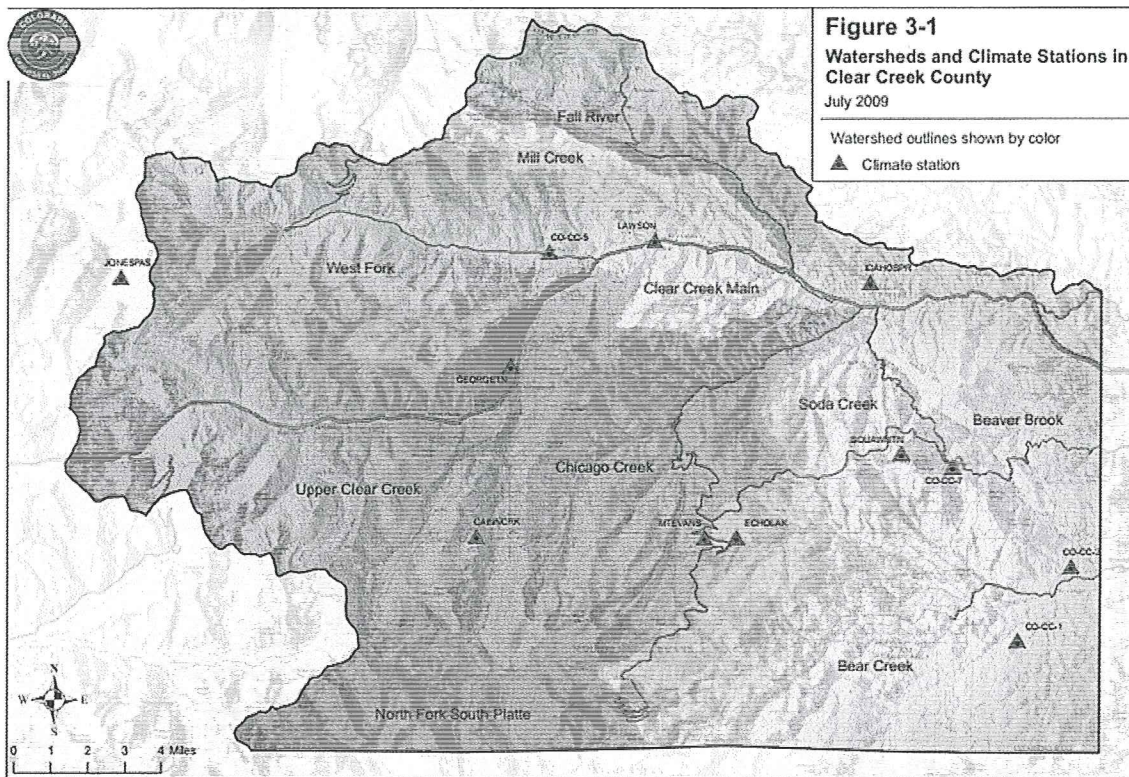 COLORADO
Figure 3-1
Watersheds and Climate Stations in
Clear Creek County
July 2009
Watershed outlines shown by color
Climate station
Fall River
Mill Creek
CO-CC-5
LAWSON
JONESPAS
West Fork
Clear Creek Main
IDAHOSPR
GEORGETN
Soda Creek
Beaver Brook
SQUAWMTN
CO-CC-7
Chicago Creek
Upper Clear Creek
CABINCRK
MTEVANS
ECHOLAK
CO-CC-1
Bear Creek
North Fork South Platte
N
W
E
S
0 1 2 3 4 Miles